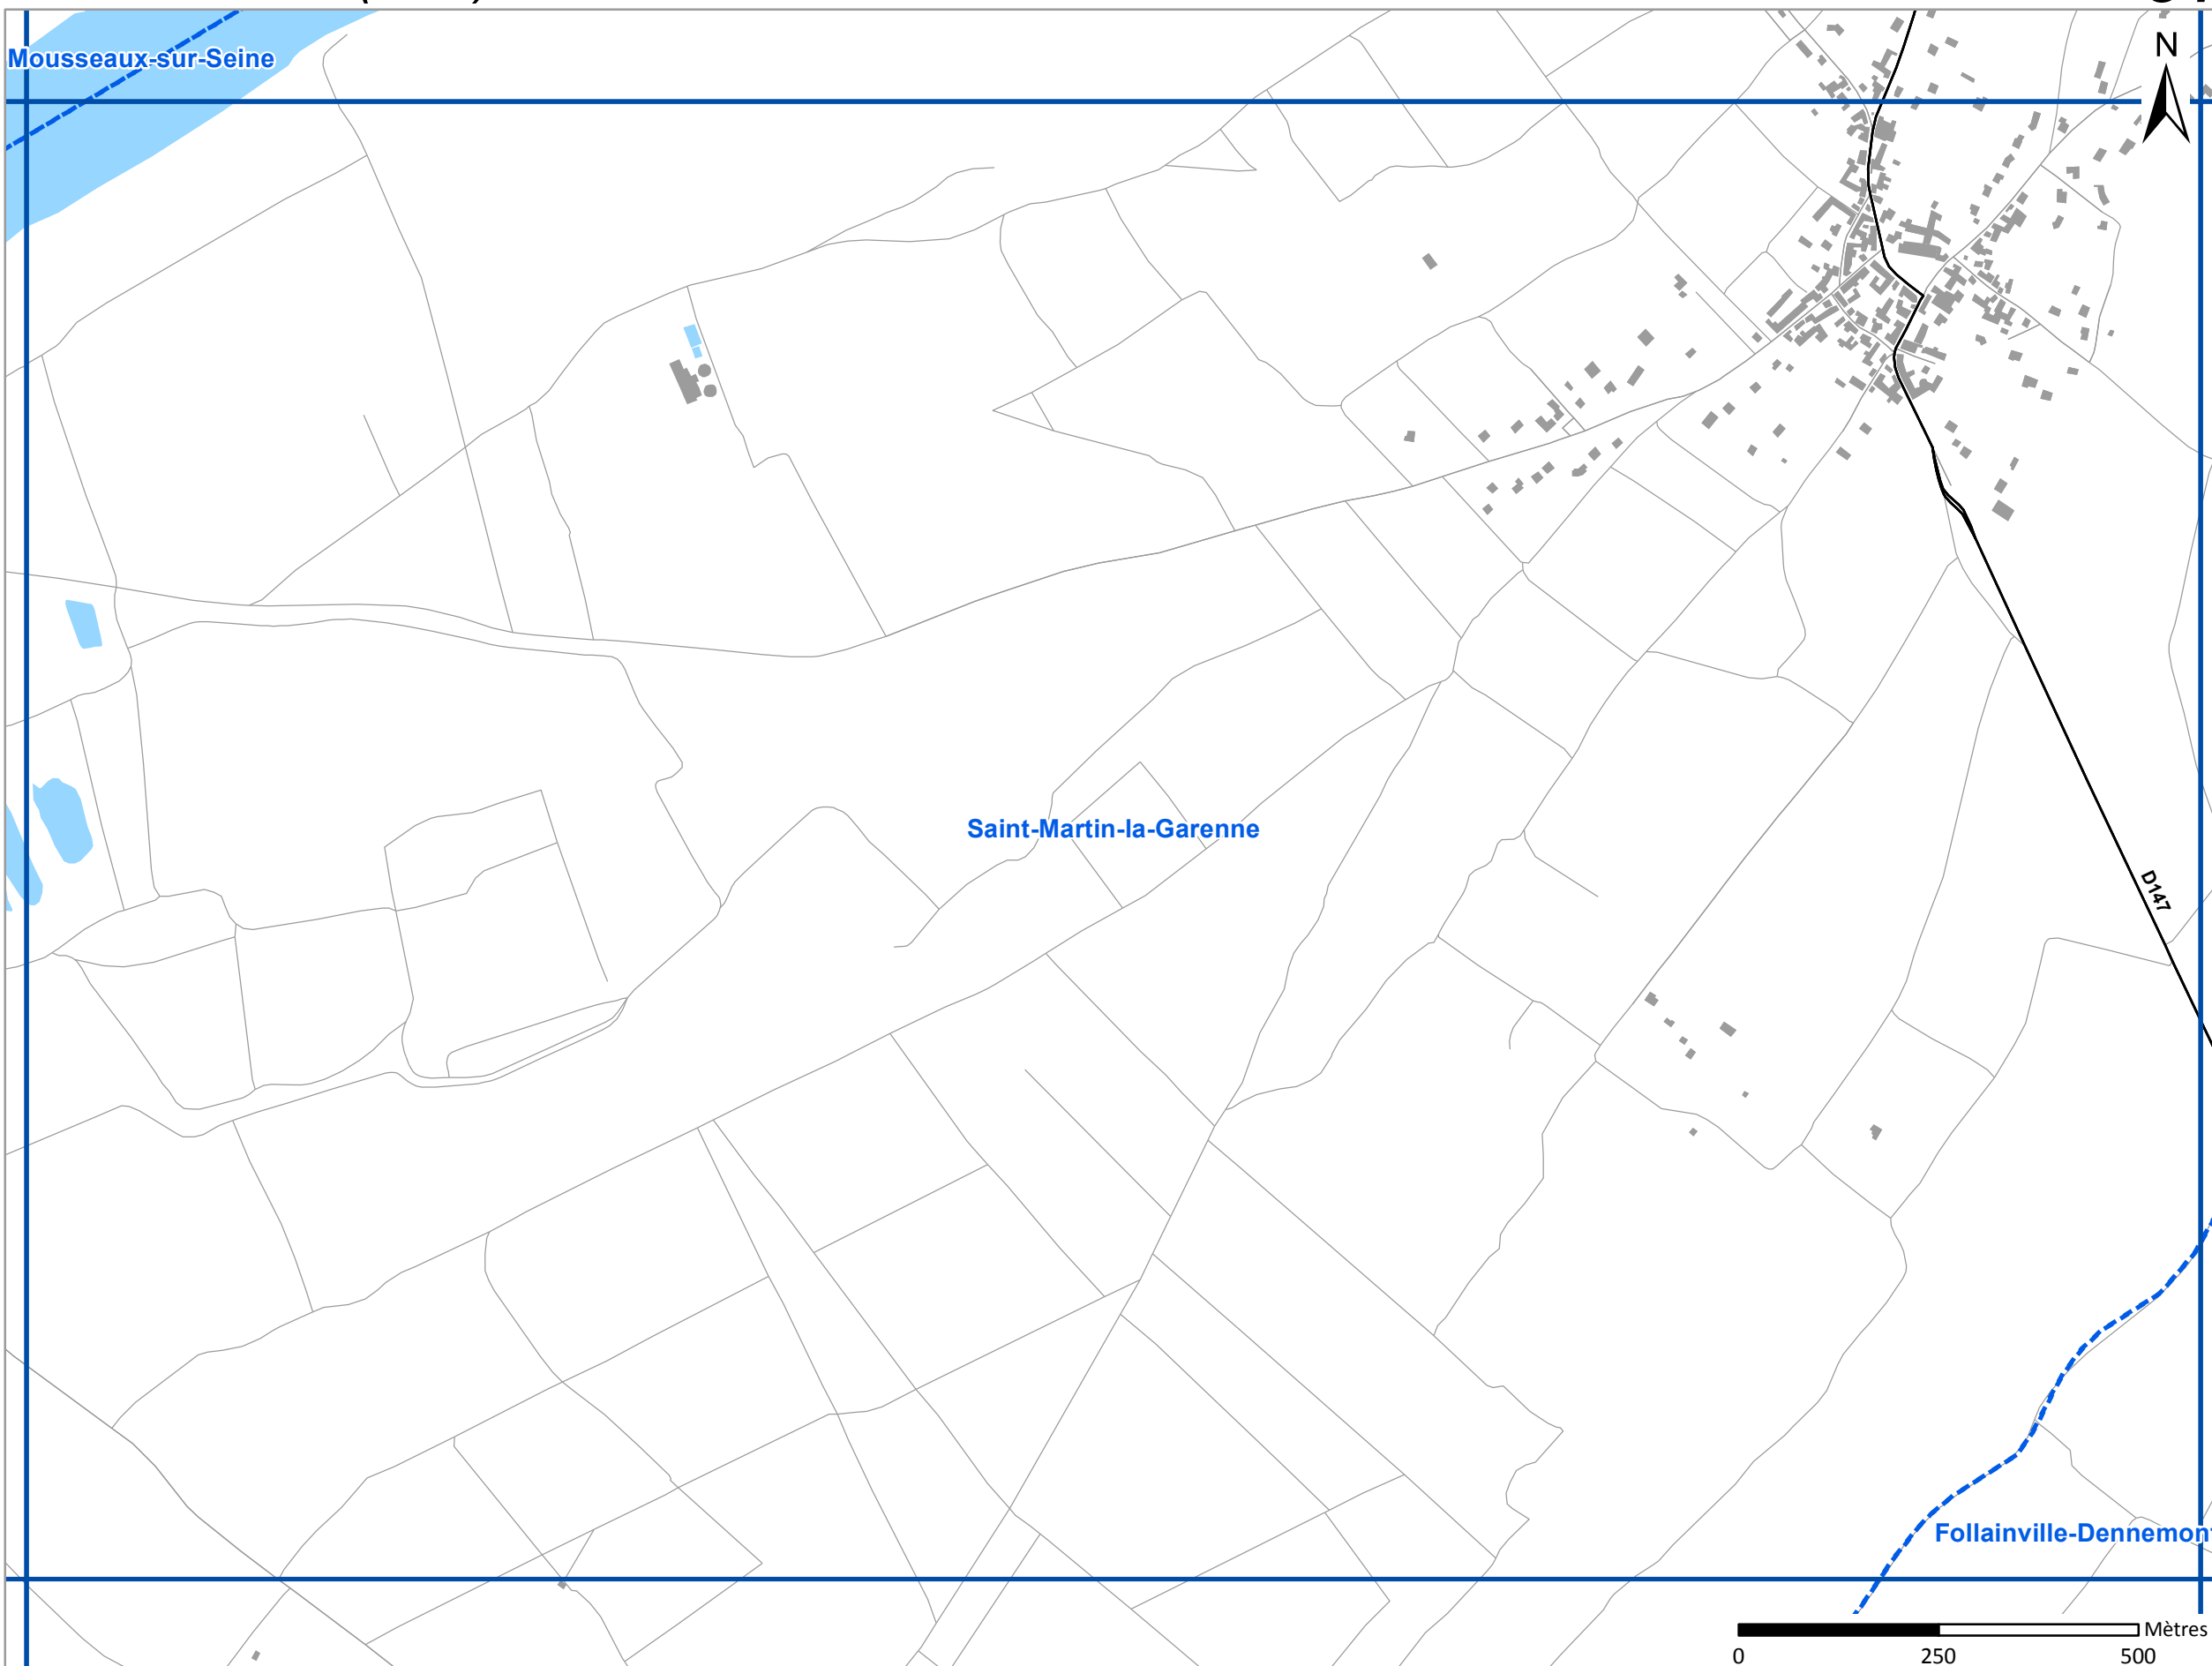 Mousseaux-sur-Seine
N
Saint-Martin-la-Garenne
D147
Follainville-Dennemont
Mètres
0 250 500